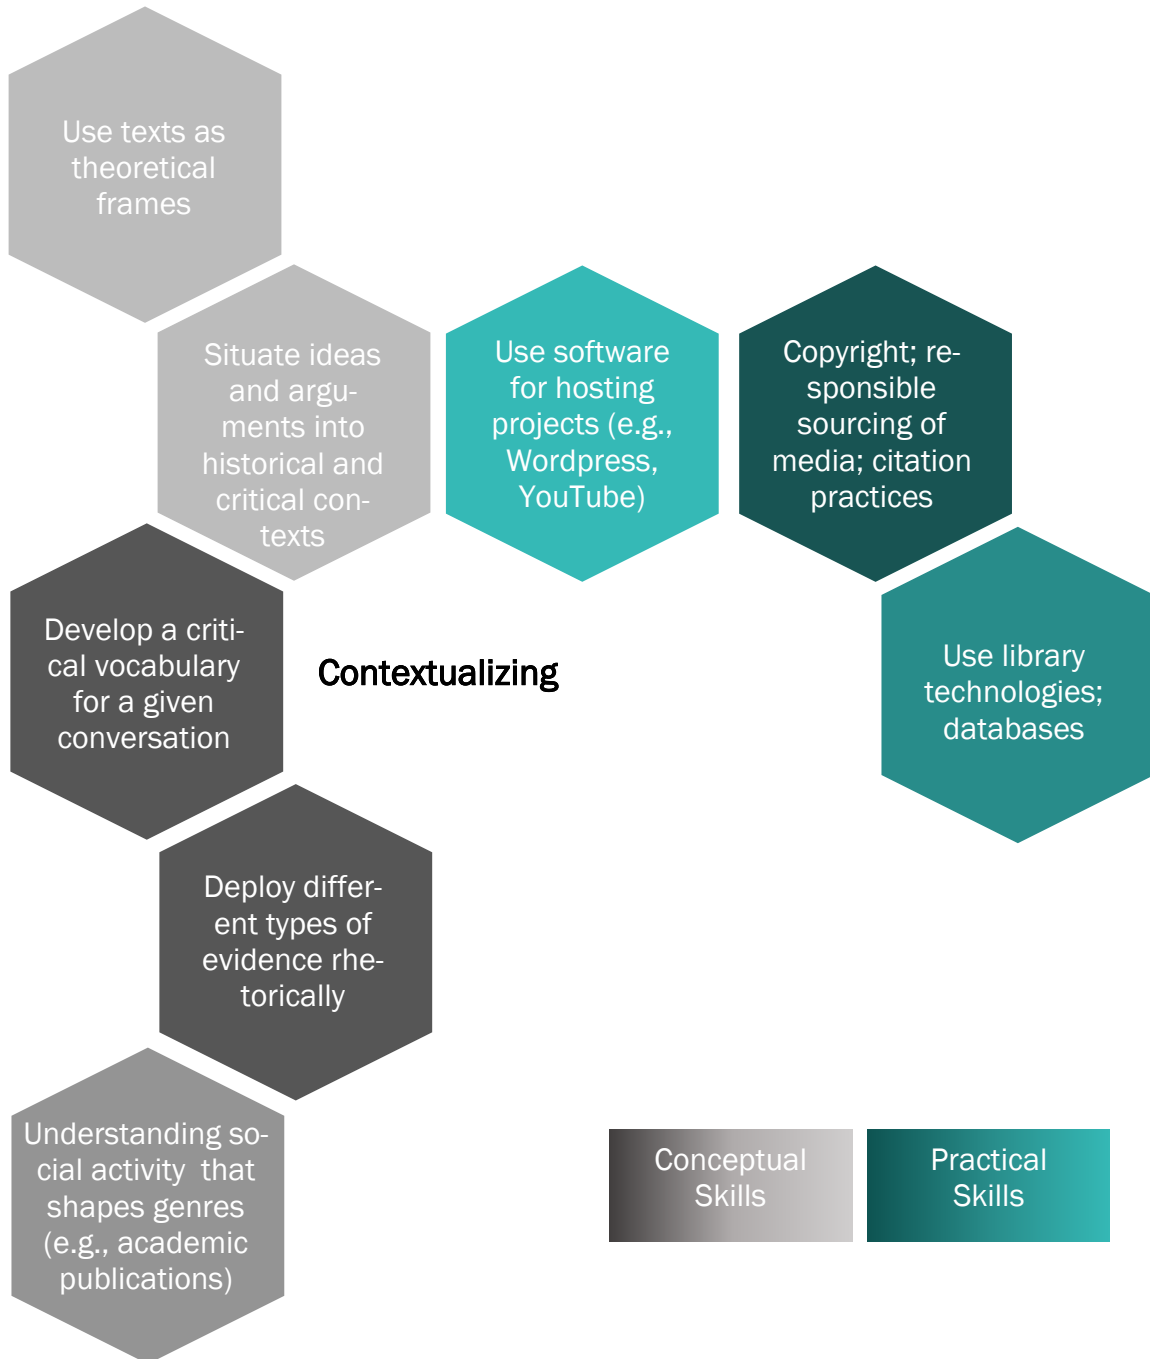 Use texts as
theoretical
frames
Situate ideas
and argu-
ments into
historical and
critical con-
texts
Use software
for hosting
projects (e.g.,
Wordpress,
YouTube)
Copyright; re-
sponsible
sourcing of
media; citation
practices
Develop a criti-
cal vocabulary
for a given
conversation
Contextualizing
Use library
technologies;
databases
Deploy differ-
ent types of
evidence rhe-
torically
Understanding so-
cial activity  that
shapes genres
(e.g., academic
publications)
Conceptual
Skills
Practical
Skills